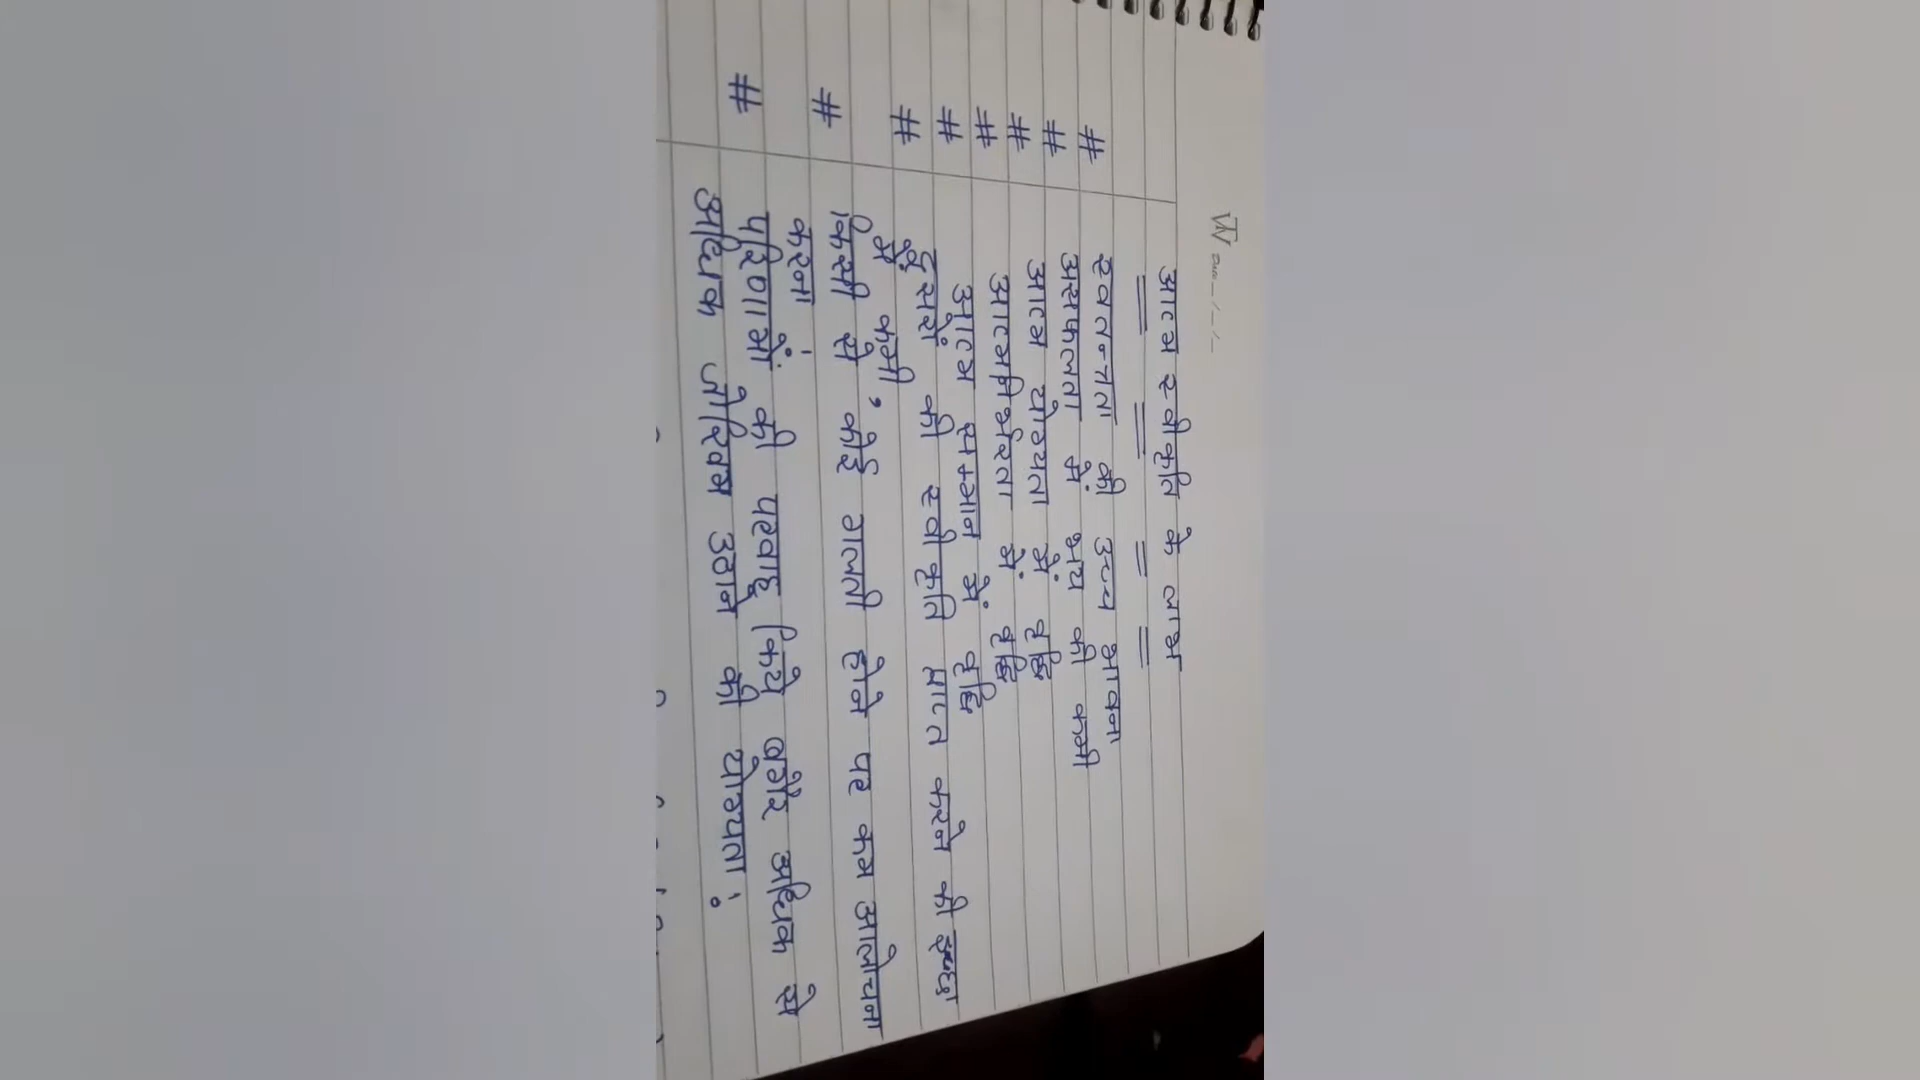 आत्म स्वीकृति के लाभ
# स्वतन्त्रता की उच्च भावना
# असफलता में भय की कमी
# आत्म योग्यता में वृद्धि
# आत्मनिर्भरता में वृद्धि
# आत्म सम्मान में वृद्धि
# दूसरों की स्वीकृति प्राप्त करने की इच्छा
में कमी,
# किसी से कोई गलती होने पर कम आलोचना
करना
# परिणामों की परवाह किये बगैर अधिक से
अधिक जोखिम उठाने की योग्यता: